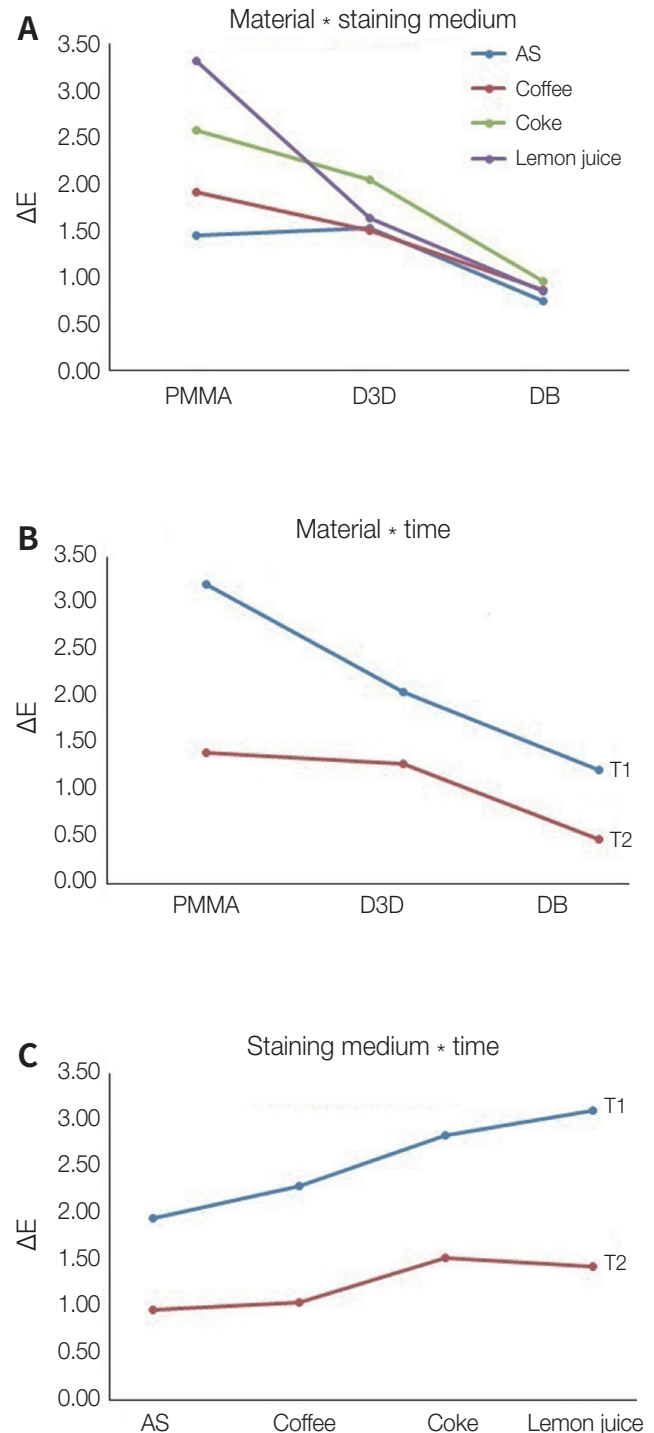 A
Material * staining medium
3.50
3.00
2.50
2.00
1.50
1.00
0.50
0.00
ΔE
AS
Coffee
Coke
Lemon juice
PMMA D3D DB
B
Material * time
3.50
3.00
2.50
2.00
1.50
1.00
0.50
0.00
ΔE
T1
T2
PMMA D3D DB
C
Staining medium * time
3.50
3.00
2.50
2.00
1.50
1.00
0.50
0.00
ΔE
T1
T2
AS Coffee Coke Lemon juice